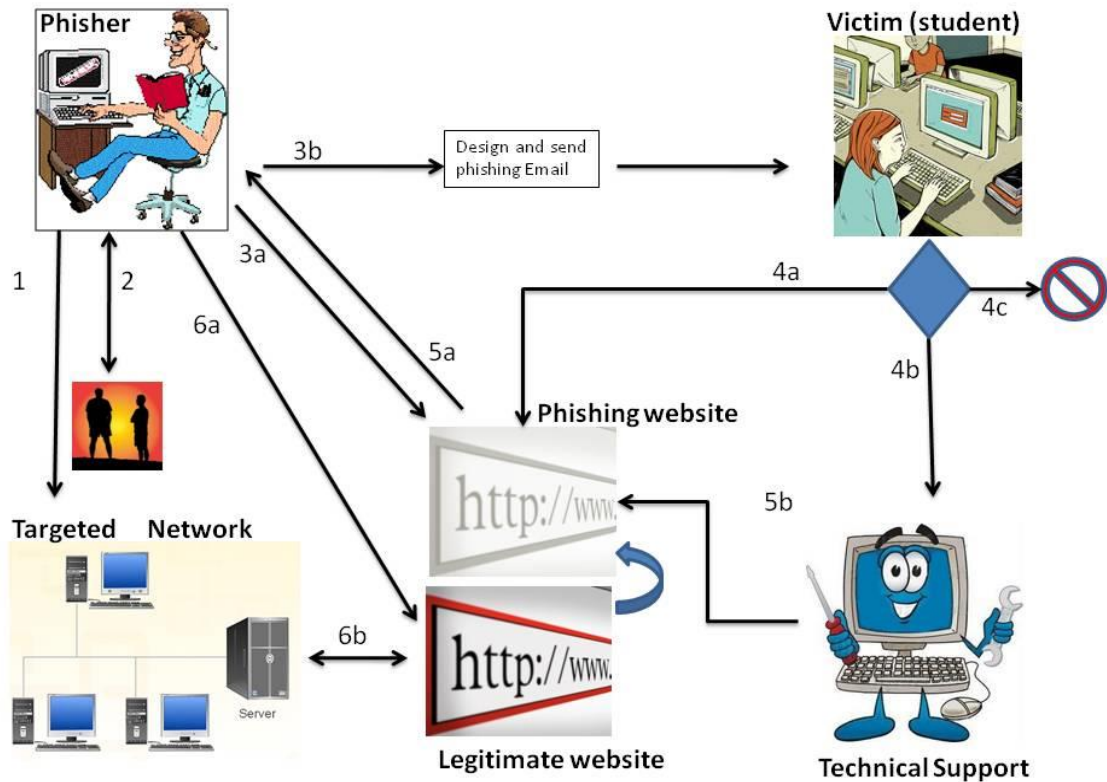 Phisher
Victim (student)
3b
Design and send
phishing Email
3a
4a
4c
1
2
6a
5a
4b
Phishing website
http://www.
5b
Targeted Network
6b
http://www.
Server
Legitimate website
Technical Support